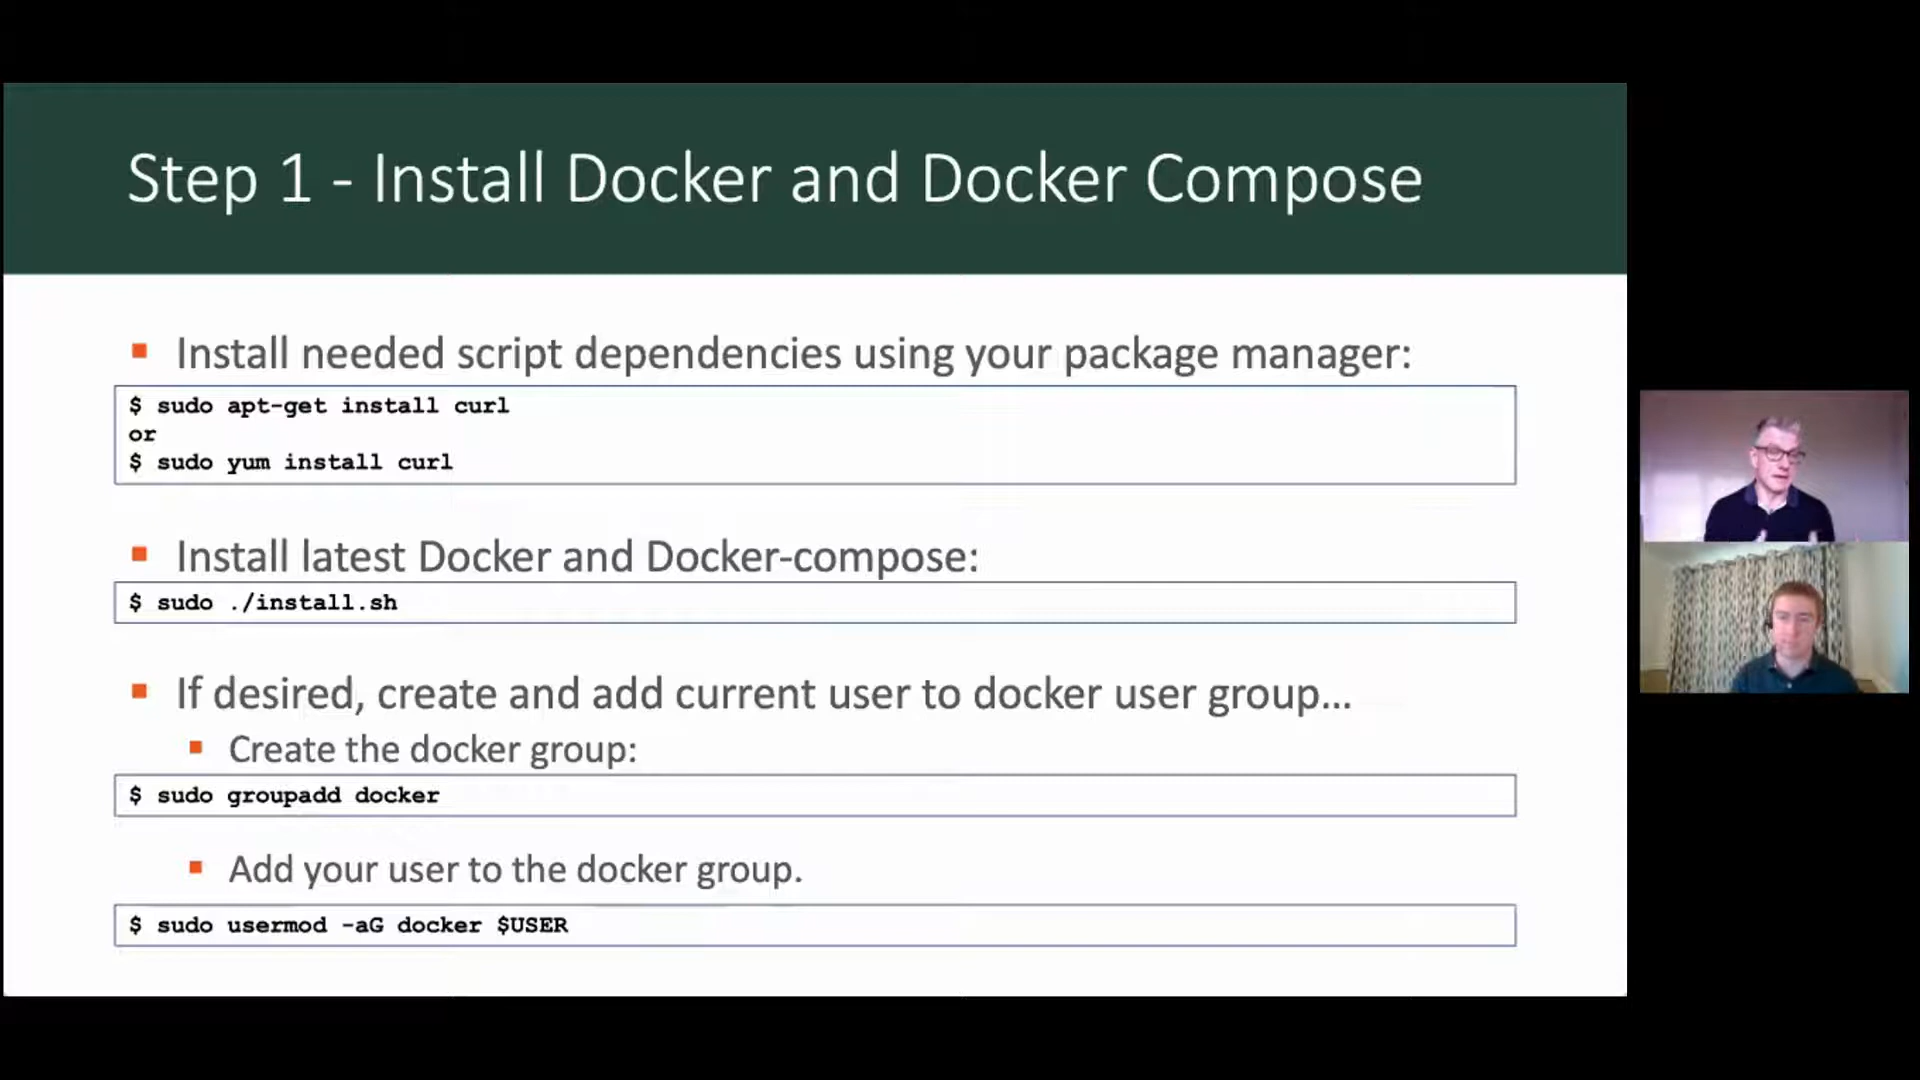 Step 1 - Install Docker and Docker Compose
Install needed script dependencies using your package manager:
$ sudo apt-get install curl
or
$ sudo yum install curl
Install latest Docker and Docker-compose:
$ sudo ./install.sh
If desired, create and add current user to docker user group...
Create the docker group:
$ sudo groupadd docker
Add your user to the docker group.
$ sudo usermod -aG docker $USER